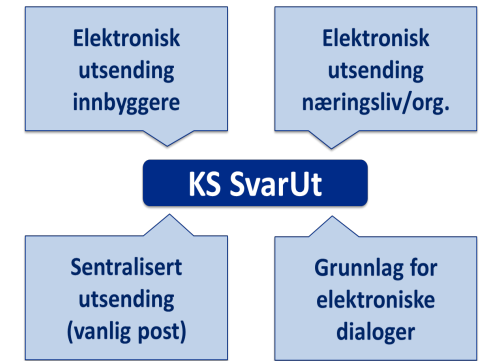 Elektronisk
utsending
innbyggere
Elektronisk
utsending
næringsliv/org.
KS SvarUt
Sentralisert
utsending
(vanlig post)
Grunnlag for
elektroniske
dialoger